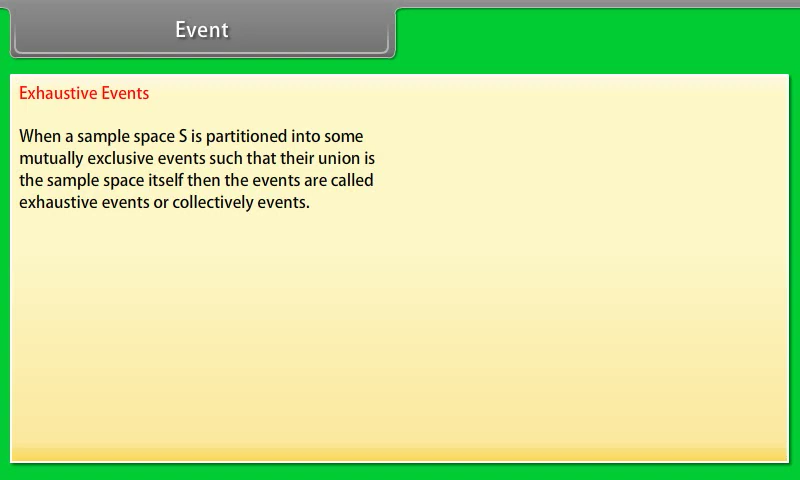 Event
Exhaustive Events
When a sample space S is partitioned into some
mutually exclusive events such that their union is
the sample space itself then the events are called
exhaustive events or collectively events.